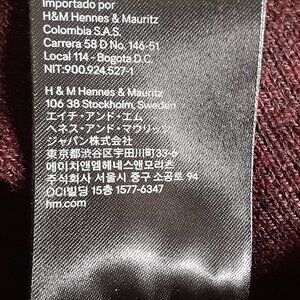 Importado por
H&M Hennes & Mauritz
Colombia S.A.S.
Carrera 58 D No. 146-51
Local 114 - Bogota D.C.
NIT:900.924.527-1
H & M Hennes & Mauritz
106 38 Stockholm, Sweden
エイチ・アンド・エム
ヘネス・アンド・マウリッツ
ジャパン株式会社
東京都渋谷区宇田川町33-6
에이치앤엠헤네스앤모리츠
주식회사 서울시 중구 소공로 94
OCI빌딩 15층 1577-6347
hm.com